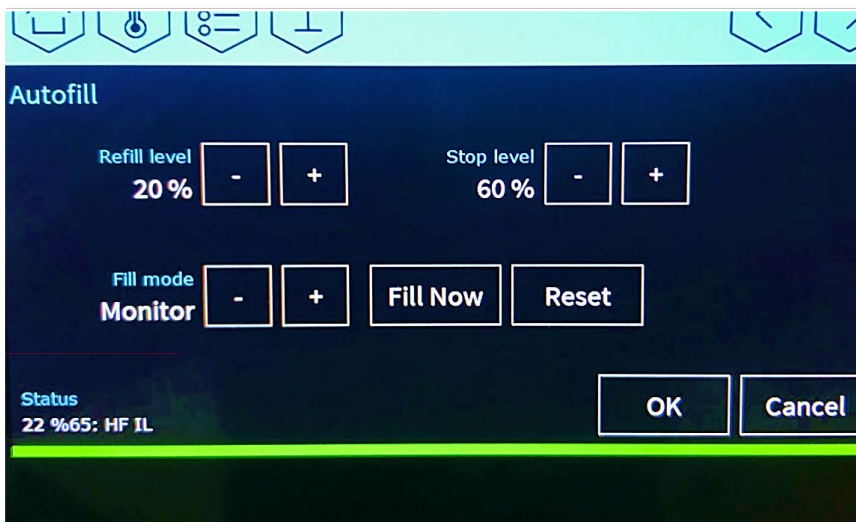 Autofill
Refill level
20 %
- +
Stop level
60 %
- +
Fill mode
Monitor
- +
Fill Now
Reset
Status
22 %65: HF IL
OK
Cancel